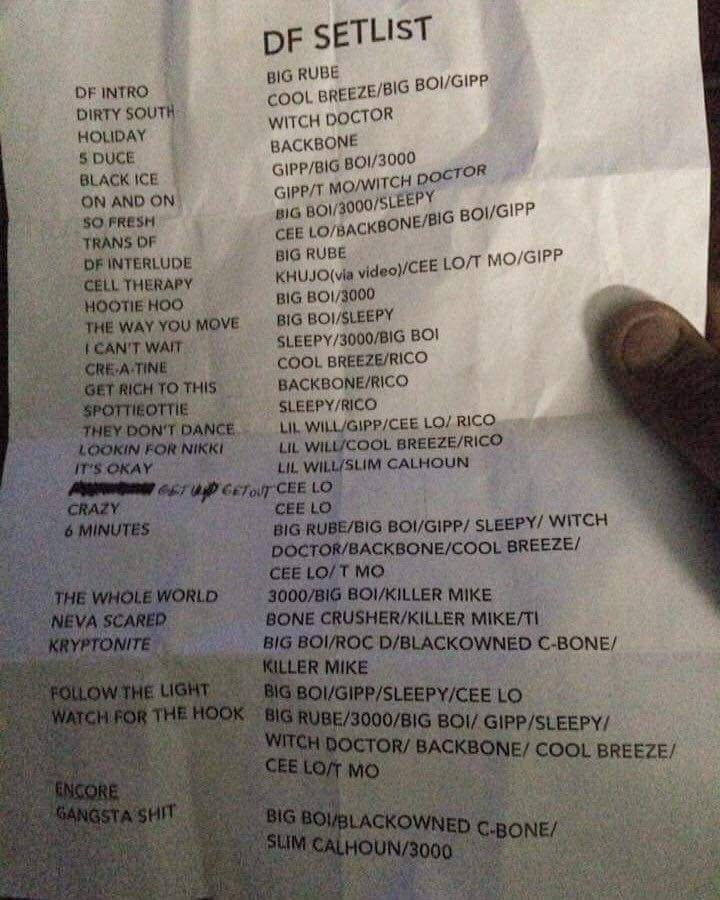 DF SETLIST
DF INTRO BIG RUBE
DIRTY SOUTH COOL BREEZE/BIG BOI/GIPP
HOLIDAY WITCH DOCTOR
5 DUCE BACKBONE
BLACK ICE GIPP/BIG BOI/3000
ON AND ON GIPP/T MO/WITCH DOCTOR
SO FRESH BIG BOI/3000/SLEEPY
TRANS DF CEE LO/BACKBONE/BIG BOI/GIPP
DF INTERLUDE BIG RUBE
CELL THERAPY KHUJO(via video)/CEE LO/T MO/GIPP
HOOTIE HOO BIG BOI/3000
THE WAY YOU MOVE BIG BOI/SLEEPY
I CAN'T WAIT SLEEPY/3000/BIG BOI
CRE-A-TINE COOL BREEZE/RICO
GET RICH TO THIS BACKBONE/RICO
SPOTTIEOTTIE SLEEPY/RICO
THEY DON'T DANCE LIL WILL/GIPP/CEE LO/ RICO
LOOKIN FOR NIKKI LIL WILL/COOL BREEZE/RICO
IT'S OKAY LIL WILL/SLIM CALHOUN
GET UP GET OUT CEE LO
CRAZY CEE LO
6 MINUTES BIG RUBE/BIG BOI/GIPP/ SLEEPY/ WITCH
DOCTOR/BACKBONE/COOL BREEZE/
CEE LO/ T MO
THE WHOLE WORLD 3000/BIG BOI/KILLER MIKE
NEVA SCARED BONE CRUSHER/KILLER MIKE/TI
KRYPTONITE BIG BOI/ROC D/BLACKOWNED C-BONE/
KILLER MIKE
FOLLOW THE LIGHT BIG BOI/GIPP/SLEEPY/CEE LO
WATCH FOR THE HOOK BIG RUBE/3000/BIG BOI/ GIPP/SLEEPY/
WITCH DOCTOR/ BACKBONE/ COOL BREEZE/
CEE LO/T MO
ENCORE
GANGSTA SHIT BIG BOI/BLACKOWNED C-BONE/
SLIM CALHOUN/3000